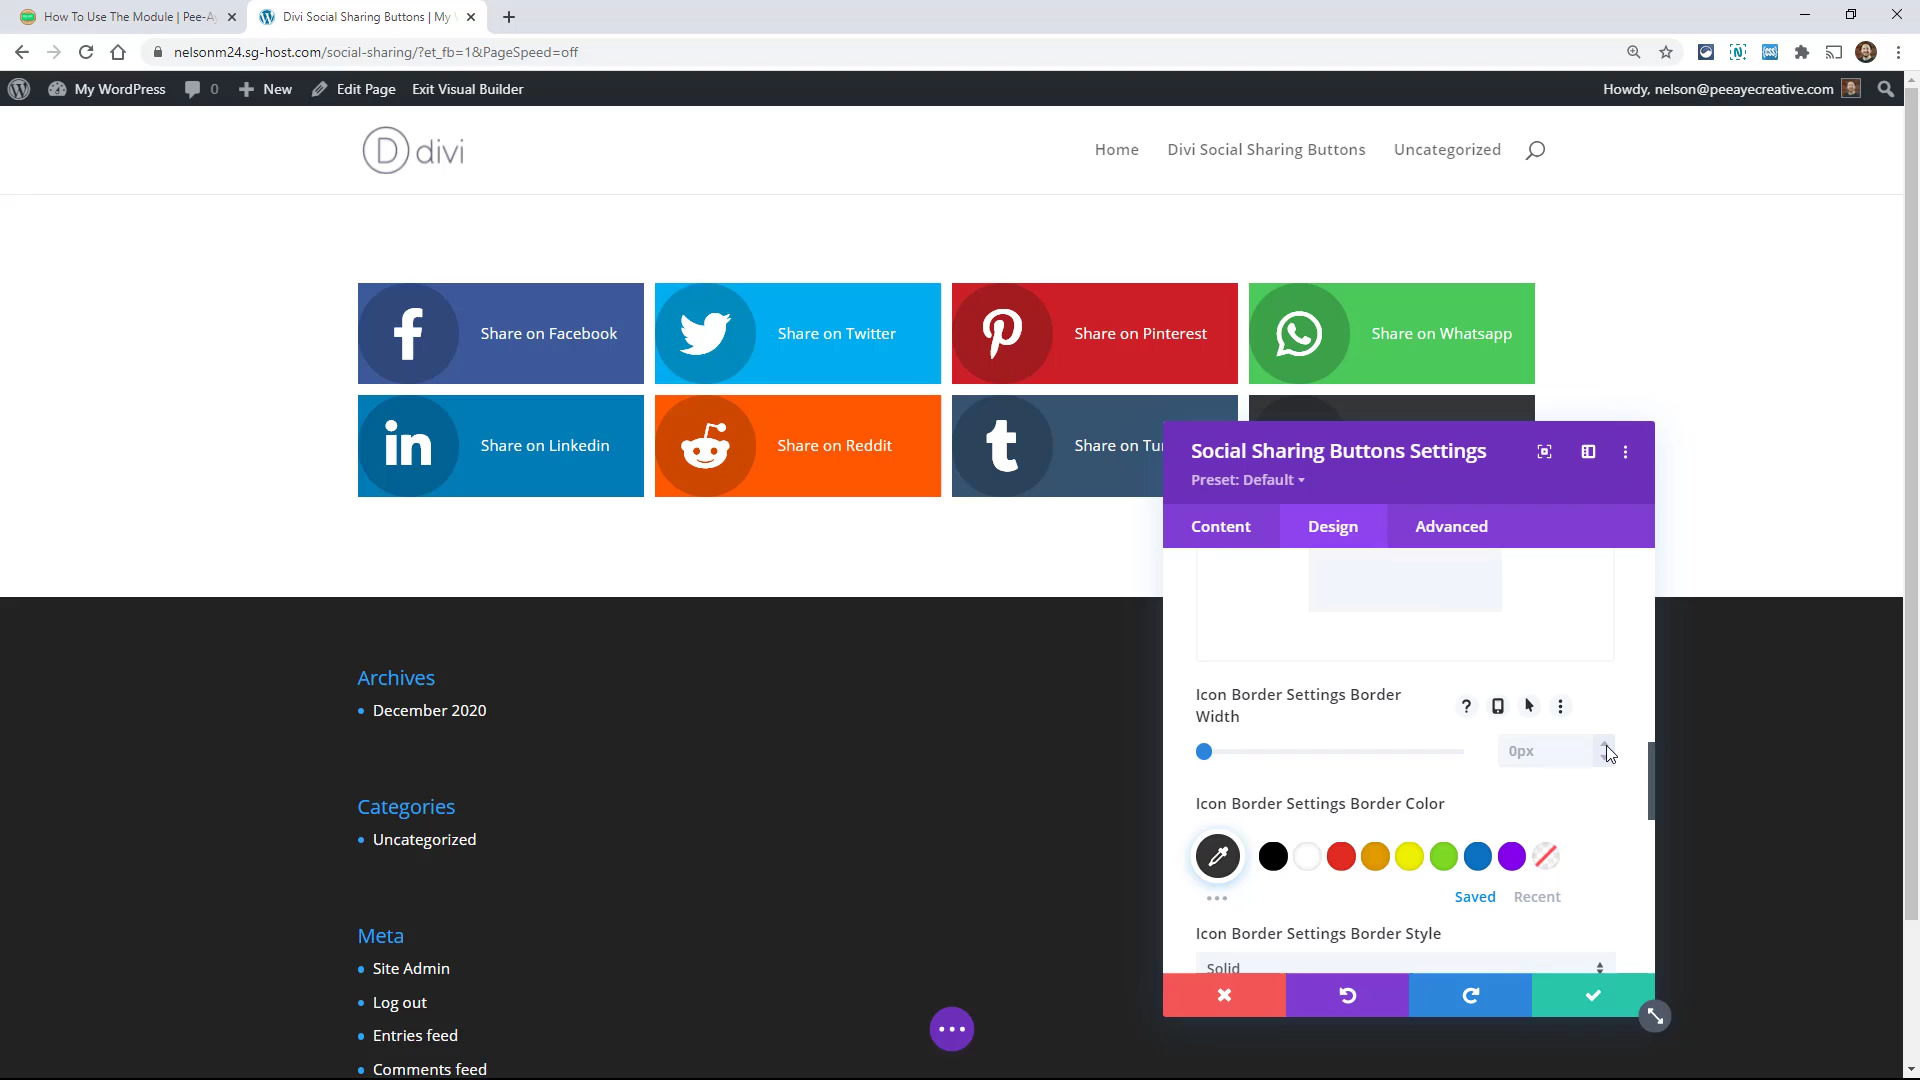 How To Use The Module | Pee-Ay
Divi Social Sharing Buttons | My
nelsonm24.sg-host.com/social-sharing/?et_fb=1&PageSpeed=off
My WordPress
0
New
Edit Page
Exit Visual Builder
Howdy, nelson@peeayecreative.com
D divi
Home
Divi Social Sharing Buttons
Uncategorized
Share on Facebook
Share on Twitter
Share on Pinterest
Share on Whatsapp
Share on Linkedin
Share on Reddit
Share on Tu
Social Sharing Buttons Settings
Preset: Default
Content
Design
Advanced
Icon Border Settings Border
Width
?
0px
Icon Border Settings Border Color
Saved
Recent
Icon Border Settings Border Style
Solid
Archives
December 2020
Categories
Uncategorized
Meta
Site Admin
Log out
Entries feed
Comments feed